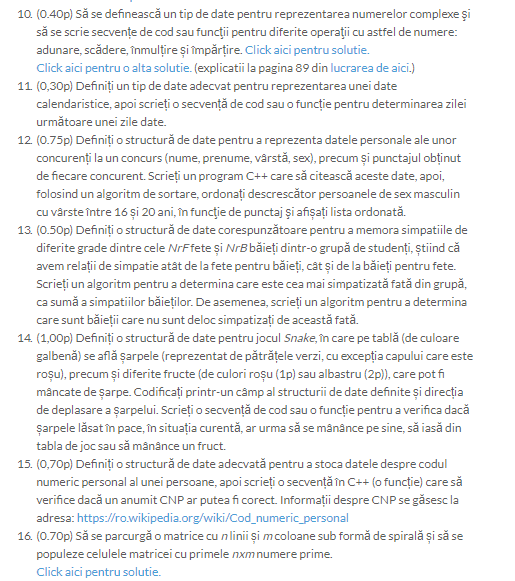 10. (0.40p) Să se definească un tip de date pentru reprezentarea numerelor complexe şi
să se scrie secvenţe de cod sau funcţii pentru diferite operaţii cu astfel de numere:
adunare, scădere, înmulțire și împărțire. Click aici pentru solutie.
Click aici pentru o alta solutie. (explicatii la pagina 89 din lucrarea de aici.)
11. (0,30p) Definiți un tip de date adecvat pentru reprezentarea unei date
calendaristice, apoi scrieți o secvență de cod sau o funcție pentru determinarea zilei
următoare unei zile date.
12. (0.75p) Definiți o structură de date pentru a reprezenta datele personale ale unor
concurenți la un concurs (nume, prenume, vârstă, sex), precum și punctajul obținut
de fiecare concurent. Scrieți un program C++ care să citească aceste date, apoi,
folosind un algoritm de sortare, ordonați descrescător persoanele de sex masculin
cu vârste între 16 și 20 ani, în funcție de punctaj și afișați lista ordonată.
13. (0.50p) Definiți o structură de date corespunzătoare pentru a memora simpatiile de
diferite grade dintre cele NrF fete și NrB băieți dintr-o grupă de studenți, știind că
avem relații de simpatie atât de la fete pentru băieți, cât și de la băieți pentru fete.
Scrieți un algoritm pentru a determina care este cea mai simpatizată fată din grupă,
ca sumă a simpatiilor băieților. De asemenea, scrieți un algoritm pentru a determina
care sunt băieții care nu sunt deloc simpatizați de această fată.
14. (1,00p) Definiți o structură de date pentru jocul Snake, în care pe tablă (de culoare
galbenă) se află șarpele (reprezentat de pătrățele verzi, cu excepția capului care este
roșu), precum și diferite fructe (de culori roșu (1p) sau albastru (2p)), care pot fi
mâncate de șarpe. Codificați printr-un câmp al structurii de date definite și direcția
de deplasare a șarpelui. Scrieți o secvență de cod sau o funcție pentru a verifica dacă
șarpele lăsat în pace, în situația curentă, ar urma să se mănânce pe sine, să iasă din
tabla de joc sau să mănânce un fruct.
15. (0,70p) Definiți o structură de date adecvată pentru a stoca datele despre codul
numeric personal al unei persoane, apoi scrieți o secvență în C++ (o funcție) care să
verifice dacă un anumit CNP ar putea fi corect. Informații despre CNP se găsesc la
adresa: https://ro.wikipedia.org/wiki/Cod_numeric_personal
16. (0.70p) Să se parcurgă o matrice cu n linii și m coloane sub formă de spirală și să se
populeze celulele matricei cu primele nxm numere prime.
Click aici pentru solutie.